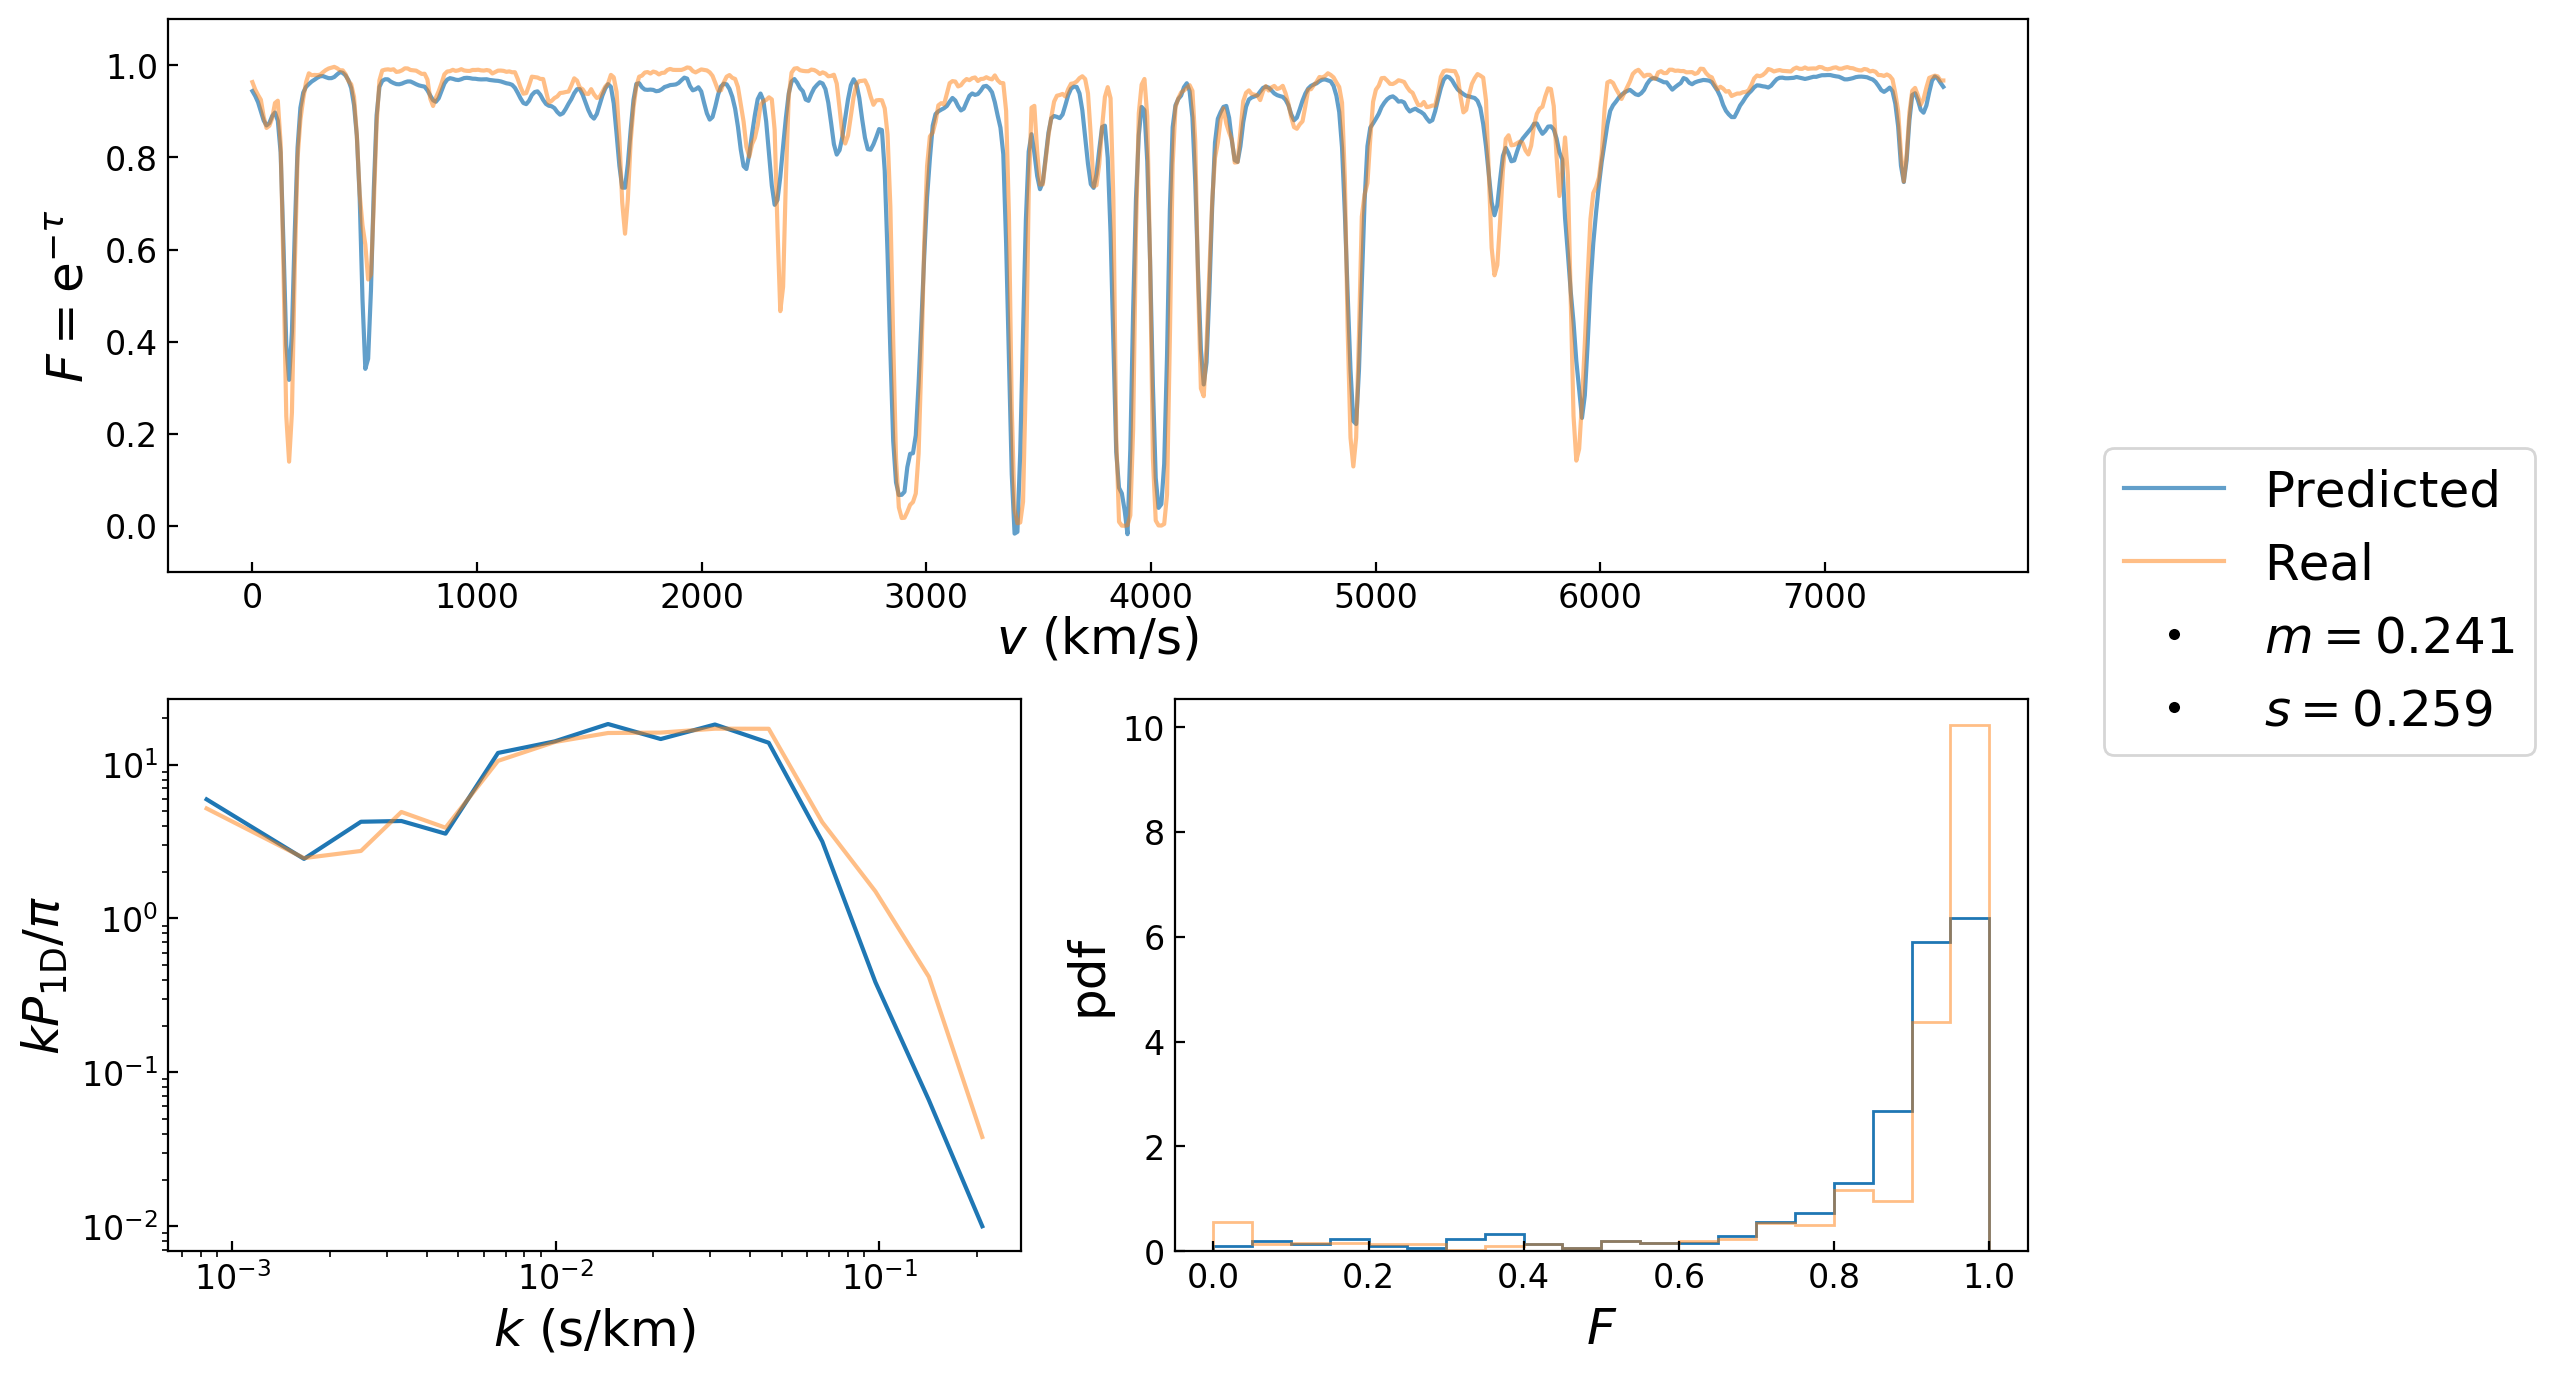 1.0
0.8
0.6
0.4
0.2
0.0
F = e^{-τ}
0 1000 2000 3000 4000 5000 6000 7000
v (km/s)
Predicted
Real
m = 0.241
s = 0.259
10^1
10^0
10^{-1}
10^{-2}
kP_{1D}/π
10^{-3} 10^{-2} 10^{-1}
k (s/km)
10
8
6
4
2
0
pdf
0.0 0.2 0.4 0.6 0.8 1.0
F